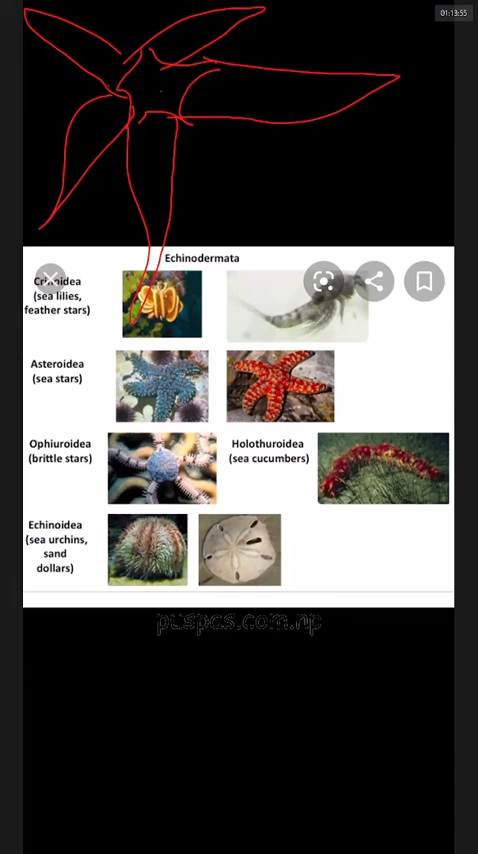 01:13:55
Echinodermata
Crinoidea
(sea lilies,
feather stars)
Asteroidea
(sea stars)
Ophiuroidea
(brittle stars)
Holothuroidea
(sea cucumbers)
Echinoidea
(sea urchins,
sand
dollars)
puspas.com.np